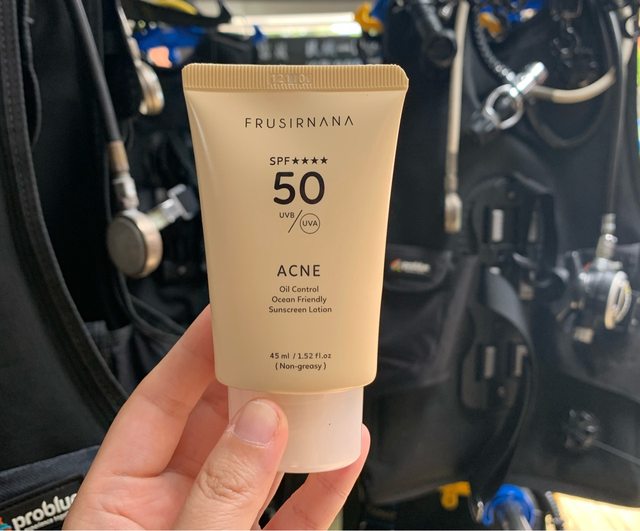 FRUSIRNANA
SPF★★★★
50
UVB/UVA
ACNE
Oil Control
Ocean Friendly
Sunscreen Lotion
45 ml / 1.52 fl.oz
( Non-greasy )
problue